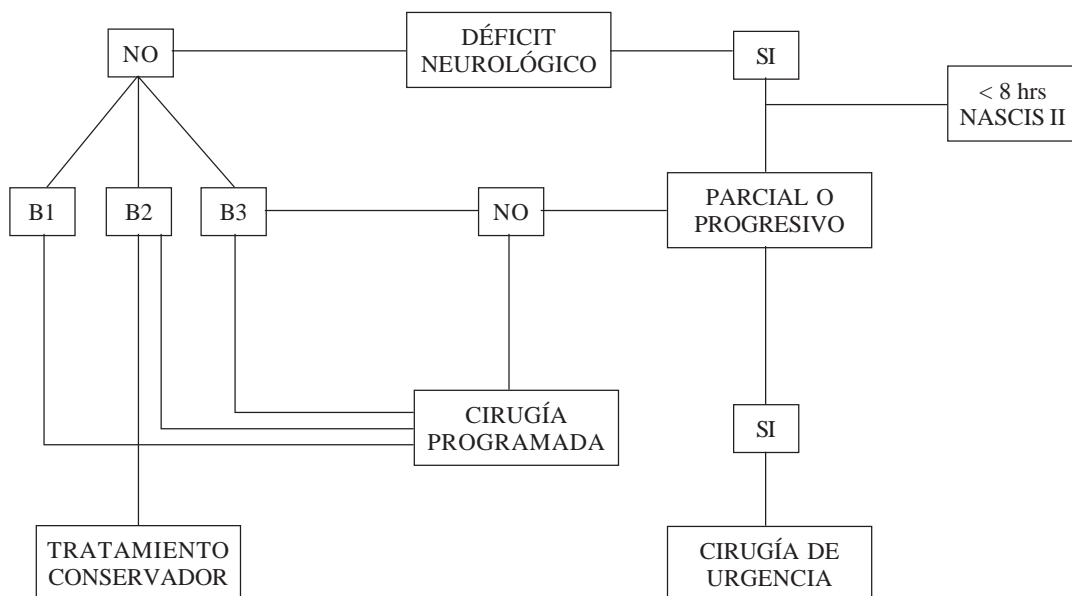 NO
DÉFICIT
NEUROLÓGICO
SI
< 8 hrs
NASCIS II
B1
B2
B3
NO
PARCIAL O
PROGRESIVO
CIRUGÍA
PROGRAMADA
SI
TRATAMIENTO
CONSERVADOR
CIRUGÍA DE
URGENCIA